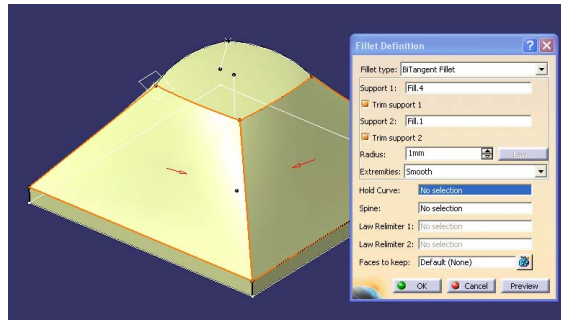 Fillet Definition
Fillet type: BiTangent Fillet
Support 1: Fill.4
Trim support 1
Support 2: Fill.1
Trim support 2
Radius: 1mm Law...
Extremities: Smooth
Hold Curve: No selection
Spine: No selection
Law Relimiter 1: No selection
Law Relimiter 2: No selection
Faces to keep: Default (None)
OK Cancel Preview